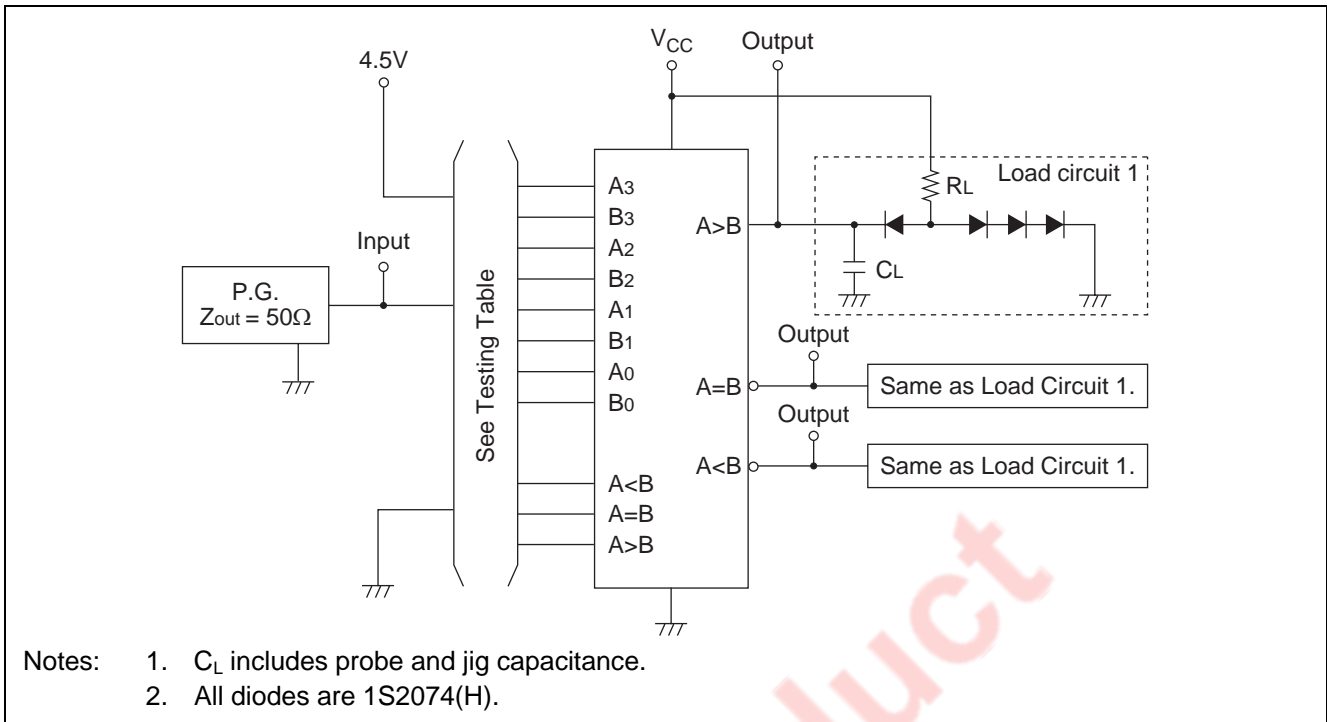 4.5V
V_CC
Output
Input
P.G.
Zout = 50Ω
See Testing Table
A3
B3
A2
B2
A1
B1
A0
B0
A<B
A=B
A>B
A>B
A=B
A<B
Load circuit 1
RL
CL
Output
Same as Load Circuit 1.
Output
Same as Load Circuit 1.
Notes: 1. C_L includes probe and jig capacitance.
2. All diodes are 1S2074(H).